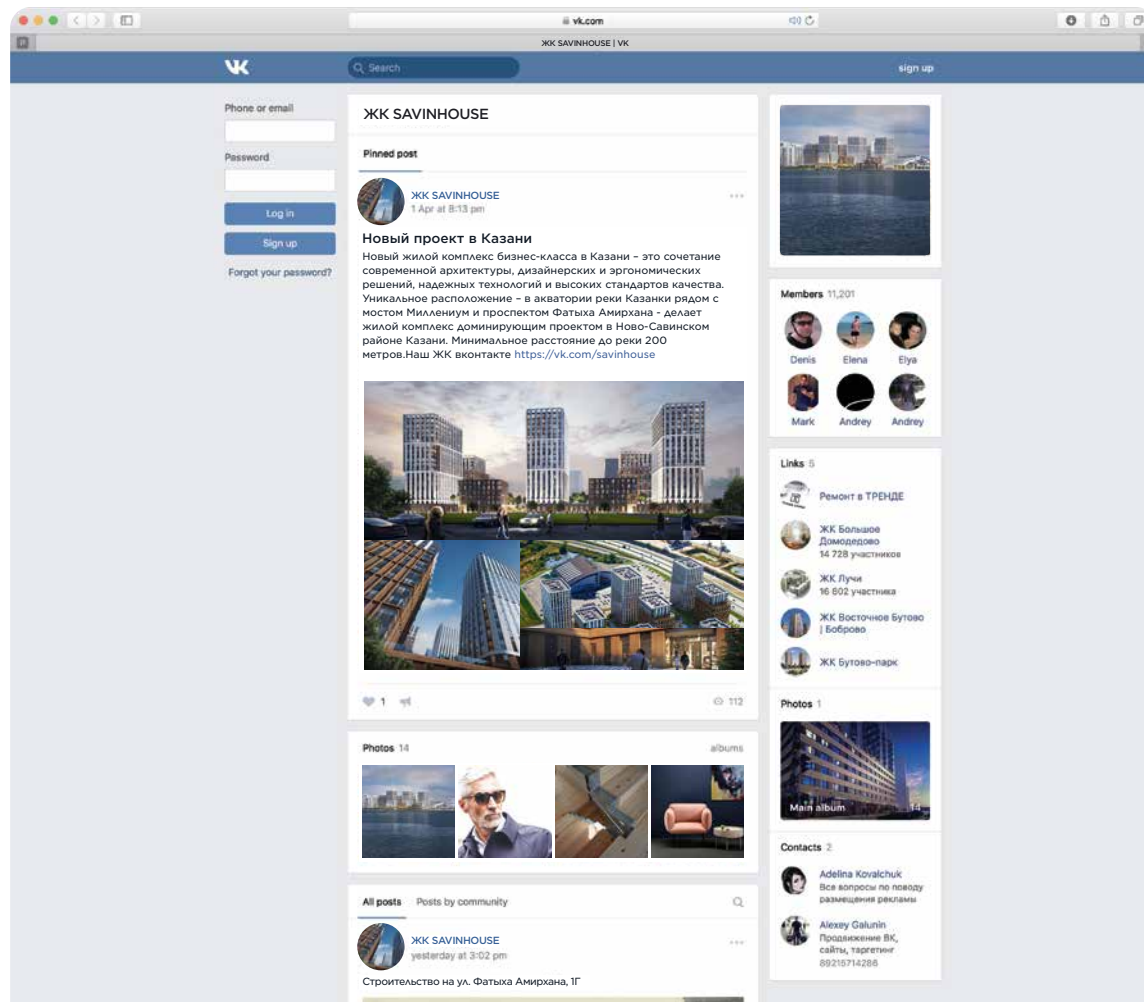 vk.com
ЖК SAVINHOUSE | VK
Search
sign up
Phone or email
Password
Log in
Sign up
Forgot your password?
ЖК SAVINHOUSE
Pinned post
ЖК SAVINHOUSE
1 Apr at 8:13 pm
Новый проект в Казани
Новый жилой комплекс бизнес-класса в Казани – это сочетание
современной архитектуры, дизайнерских и эргономических
решений, надежных технологий и высоких стандартов качества.
Уникальное расположение – в акватории реки Казанки рядом с
мостом Миллениум и проспектом Фатыха Амирхана - делает
жилой комплекс доминирующим проектом в Ново-Савинском
районе Казани. Минимальное расстояние до реки 200
метров.Наш ЖК вконтакте https://vk.com/savinhouse
1
112
Photos 14
albums
All posts Posts by community
ЖК SAVINHOUSE
yesterday at 3:02 pm
Строительство на ул. Фатыха Амирхана, 1Г
Members 11,201
Denis Elena Elya
Mark Andrey Andrey
Links 5
Ремонт в ТРЕНДЕ
ЖК Большое
Домодедово
14 728 участников
ЖК Лучи
16 802 участника
ЖК Восточное Бутово
| Боброво
ЖК Бутово-парк
Photos 1
Main album 14
Contacts 2
Adelina Kovalchuk
Все вопросы по поводу
размещения рекламы
Alexey Galunin
Продвижение ВК,
сайты, таргетинг
89215714286